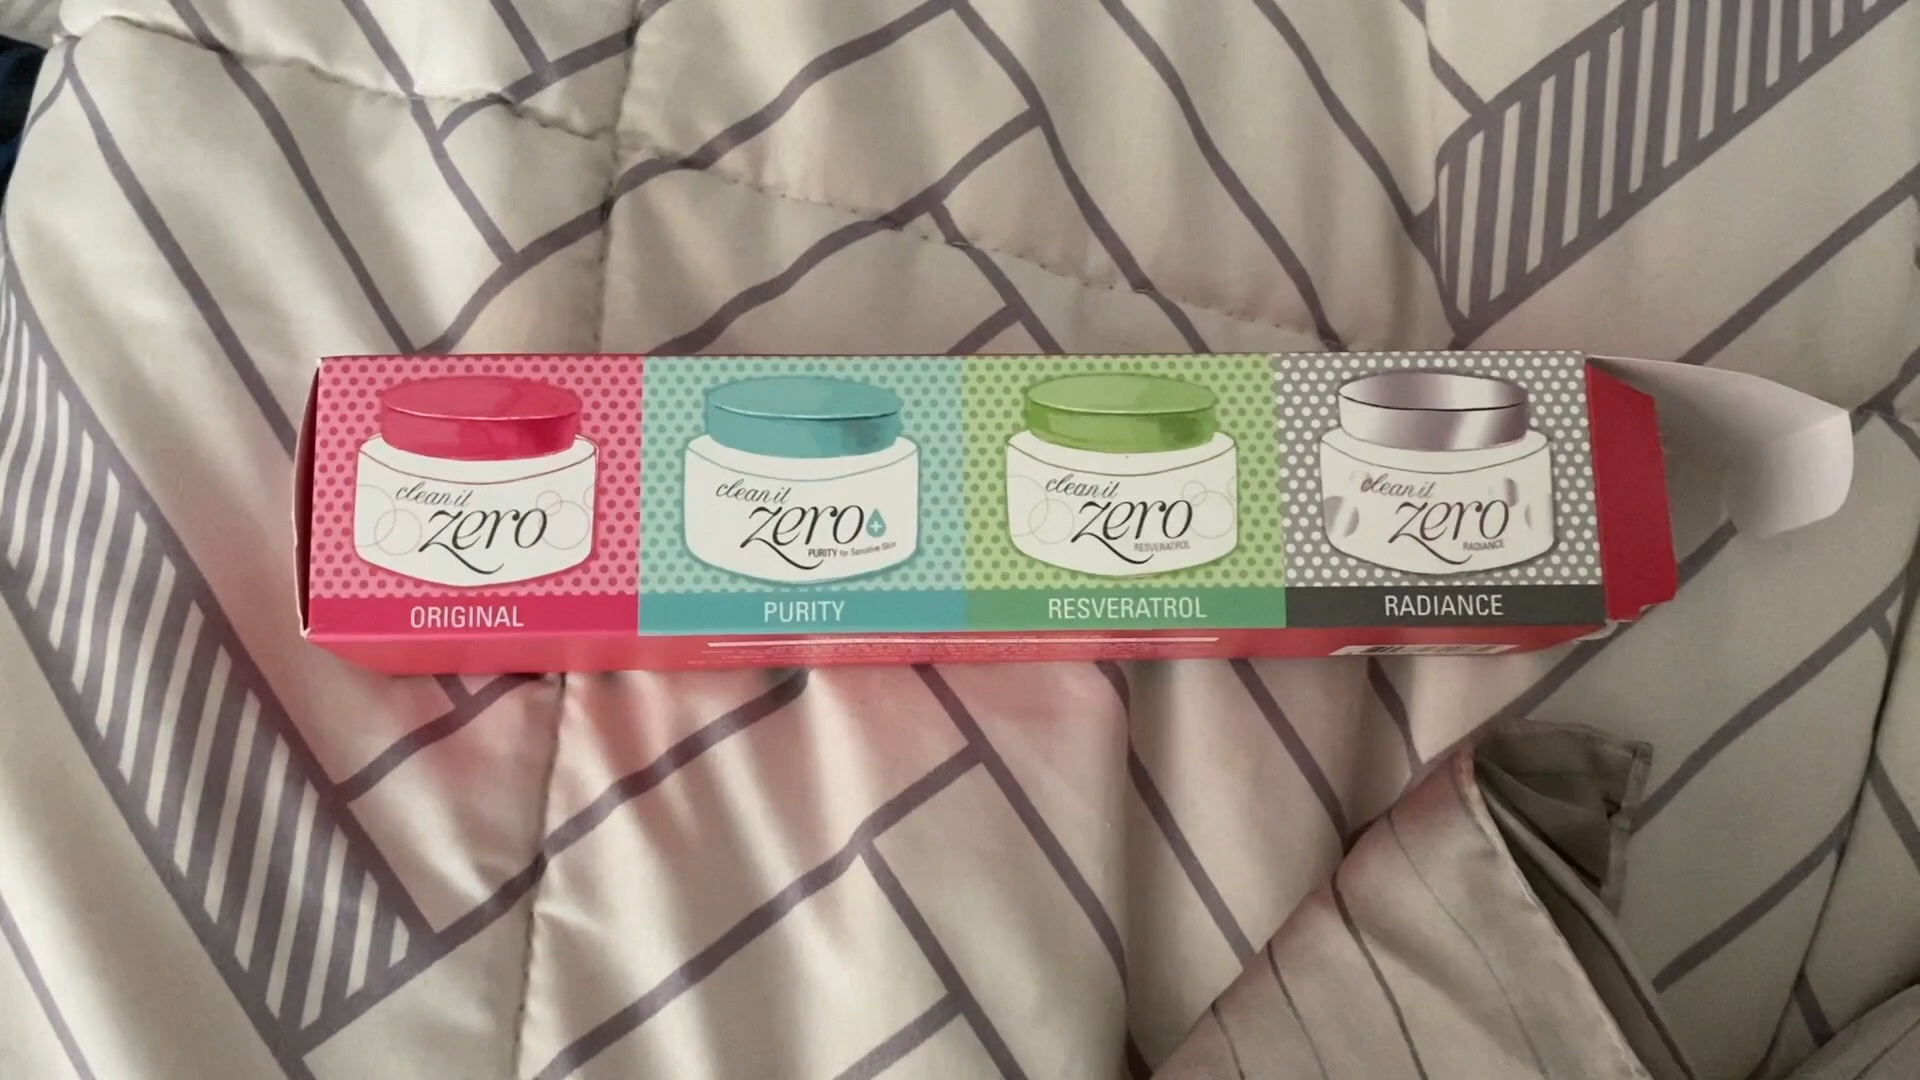 clean it
zero
ORIGINAL
clean it
zero
PURITY for Sensitive Skin
PURITY
clean it
zero
RESVERATROL
RESVERATROL
clean it
zero
RADIANCE
RADIANCE